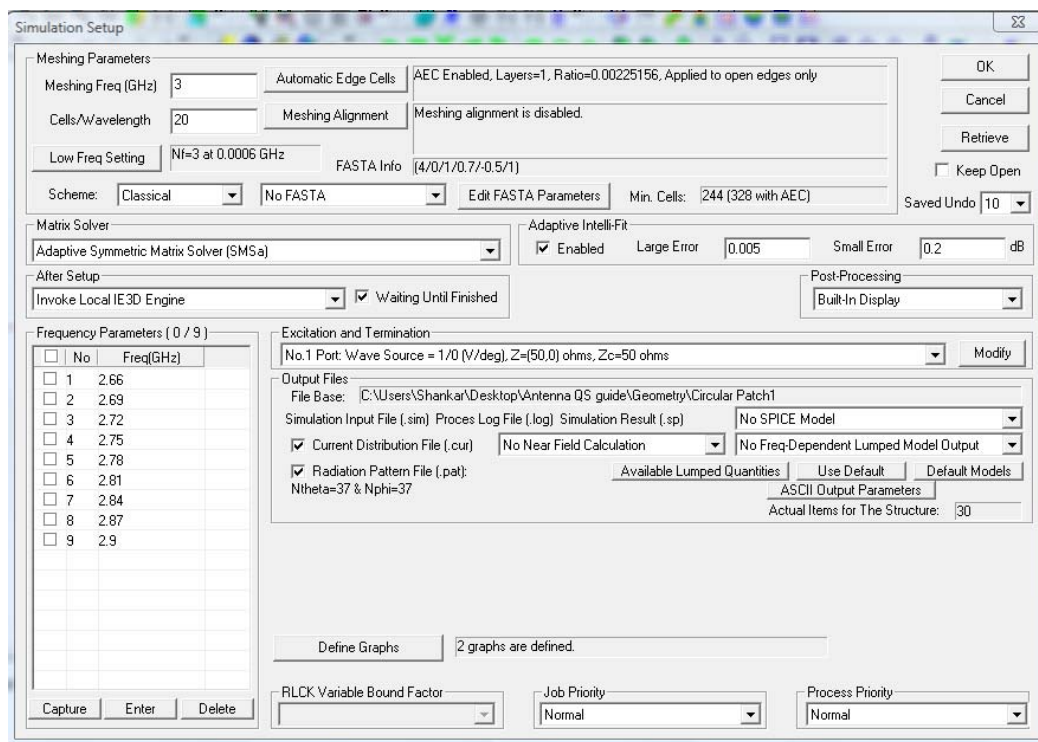 Simulation Setup
Meshing Parameters
Meshing Freq (GHz) 3
Automatic Edge Cells
AEC Enabled, Layers=1, Ratio=0.00225156, Applied to open edges only
OK
Cells/Wavelength 20
Meshing Alignment
Meshing alignment is disabled.
Cancel
Low Freq Setting
Nf=3 at 0.0006 GHz
FASTA Info
(4/0/1/0.7/-0.5/1)
Retrieve
Keep Open
Scheme: Classical
No FASTA
Edit FASTA Parameters
Min. Cells: 244 (328 with AEC)
Saved Undo 10
Matrix Solver
Adaptive Symmetric Matrix Solver (SMSa)
Adaptive Intelli-Fit
Enabled Large Error 0.005 Small Error 0.2 dB
After Setup
Invoke Local IE3D Engine
Waiting Until Finished
Post-Processing
Built-In Display
Frequency Parameters ( 0 / 9 )
No Freq(GHz)
1 2.66
2 2.69
3 2.72
4 2.75
5 2.78
6 2.81
7 2.84
8 2.87
9 2.9
Capture Enter Delete
Excitation and Termination
No.1 Port: Wave Source = 1/0 (V/deg), Z=(50,0) ohms, Zc=50 ohms
Modify
Output Files
File Base: C:\Users\Shankar\Desktop\Antenna QS guide\Geometry\Circular Patch1
Simulation Input File (.sim) Proces Log File (.log) Simulation Result (.sp)
No SPICE Model
Current Distribution File (.cur)
No Near Field Calculation
No Freq-Dependent Lumped Model Output
Radiation Pattern File (.pat):
Available Lumped Quantities
Use Default
Default Models
Ntheta=37 & Nphi=37
ASCII Output Parameters
Actual Items for The Structure: 30
Define Graphs
2 graphs are defined.
RLCK Variable Bound Factor
Job Priority
Normal
Process Priority
Normal